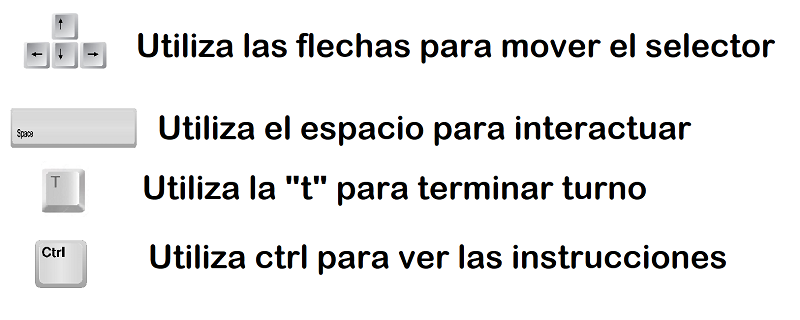 Utiliza las flechas para mover el selector
Space Utiliza el espacio para interactuar
T Utiliza la "t" para terminar turno
Ctrl Utiliza ctrl para ver las instrucciones